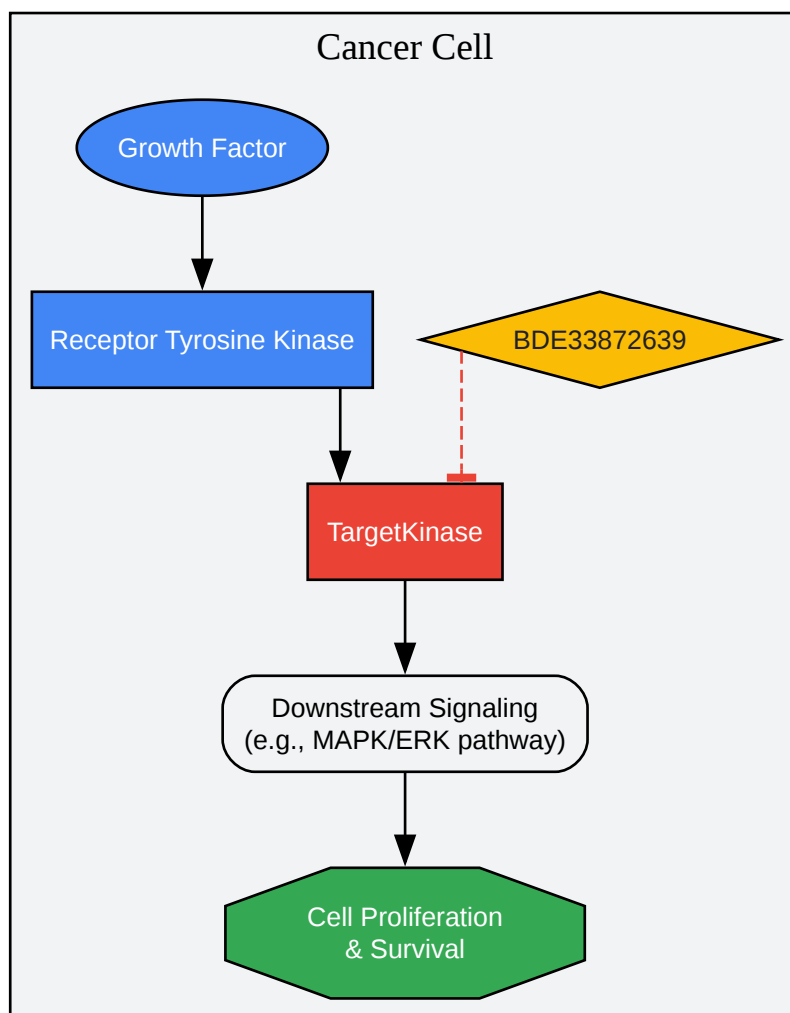 Cancer Cell
Growth Factor
Receptor Tyrosine Kinase
BDE33872639
TargetKinase
Downstream Signaling
(e.g., MAPK/ERK pathway)
Cell Proliferation
& Survival